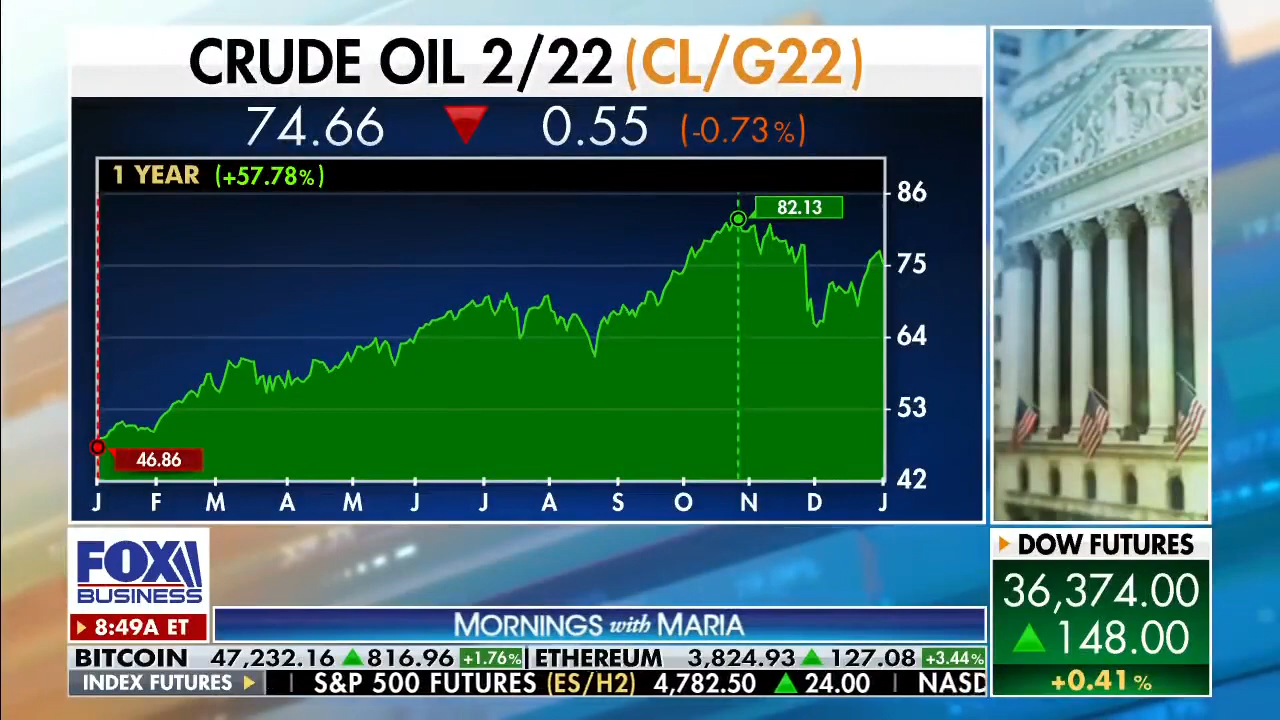 CRUDE OIL 2/22 (CL/G22)
74.66 ▼ 0.55 (-0.73%)
1 YEAR (+57.78%)
86
82.13
75
64
53
46.86
42
J F M A M J J A S O N D J
FOX BUSINESS
8:49A ET
MORNINGS with MARIA
DOW FUTURES
36,374.00
▲ 148.00
+0.41%
BITCOIN 47,232.16 ▲ 816.96 +1.76% ETHEREUM 3,824.93 ▲ 127.08 +3.44%
INDEX FUTURES S&P 500 FUTURES (ES/H2) 4,782.50 ▲ 24.00 NASD